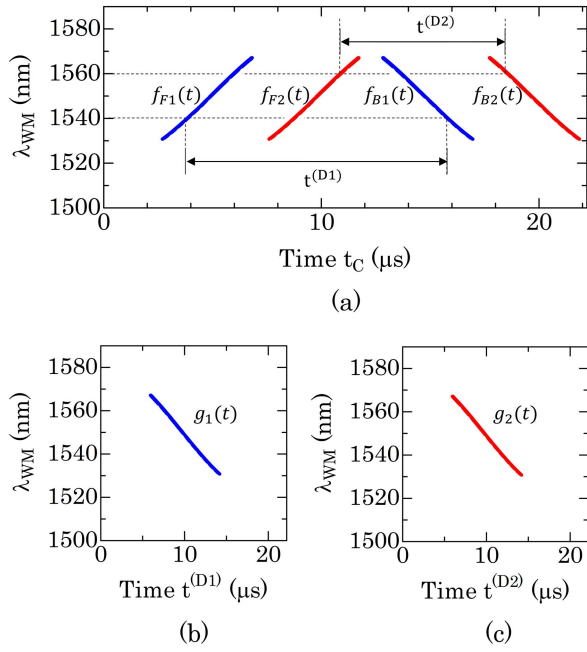 t(D2)
1580
1560
1540
1520
1500
λWM (nm)
fF1(t)
fF2(t)
fB1(t)
fB2(t)
t(D1)
0
10
20
Time tC (μs)
(a)
1580
1560
1540
1520
1500
λWM (nm)
g1(t)
0
10
20
Time t(D1) (μs)
(b)
1580
1560
1540
1520
1500
λWM (nm)
g2(t)
0
10
20
Time t(D2) (μs)
(c)